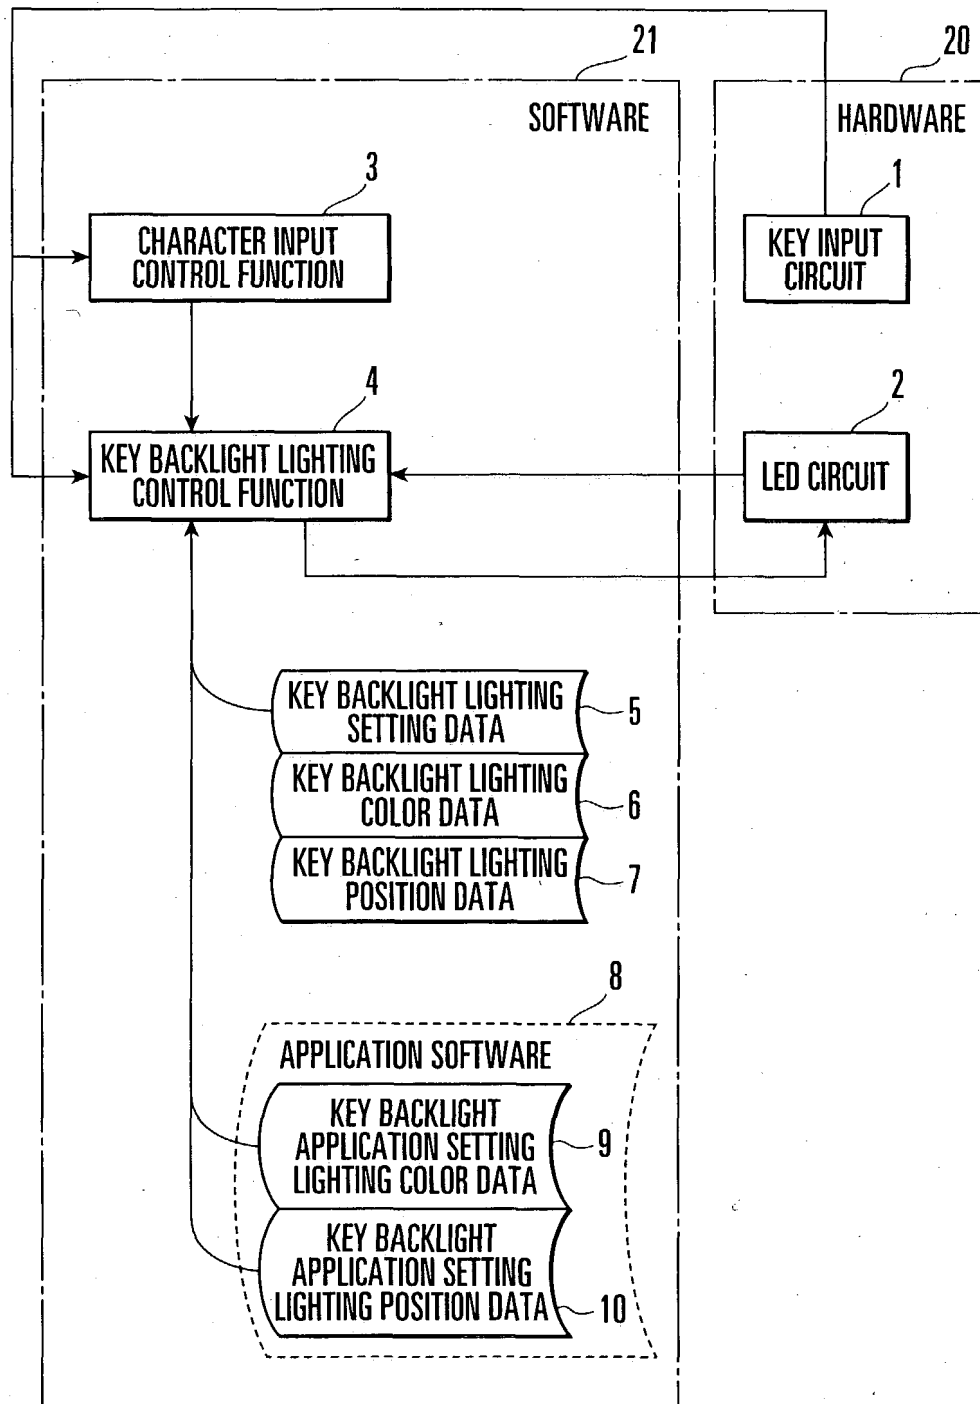 21
20
SOFTWARE
HARDWARE
3
1
CHARACTER INPUT
CONTROL FUNCTION
KEY INPUT
CIRCUIT
4
2
KEY BACKLIGHT LIGHTING
CONTROL FUNCTION
LED CIRCUIT
KEY BACKLIGHT LIGHTING
SETTING DATA
5
KEY BACKLIGHT LIGHTING
COLOR DATA
6
KEY BACKLIGHT LIGHTING
POSITION DATA
7
8
APPLICATION SOFTWARE
KEY BACKLIGHT
APPLICATION SETTING
LIGHTING COLOR DATA
9
KEY BACKLIGHT
APPLICATION SETTING
LIGHTING POSITION DATA
10